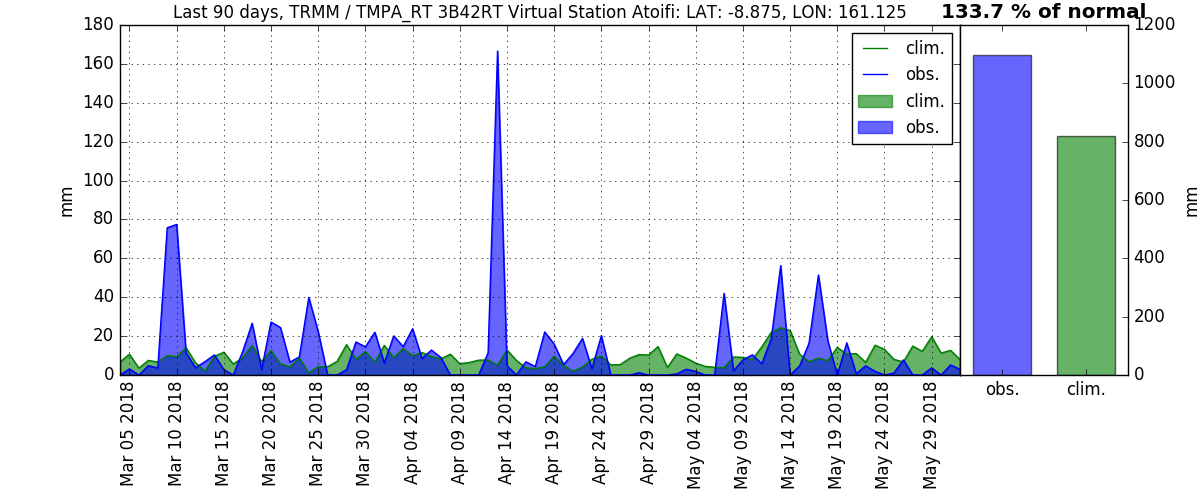 Last 90 days, TRMM / TMPA_RT 3B42RT Virtual Station Atoifi: LAT: -8.875, LON: 161.125
133.7 % of normal
180
160
140
120
100
80
60
40
20
0
mm
clim.
obs.
clim.
obs.
1200
1000
800
600
400
200
0
mm
Mar 05 2018
Mar 10 2018
Mar 15 2018
Mar 20 2018
Mar 25 2018
Mar 30 2018
Apr 04 2018
Apr 09 2018
Apr 14 2018
Apr 19 2018
Apr 24 2018
Apr 29 2018
May 04 2018
May 09 2018
May 14 2018
May 19 2018
May 24 2018
May 29 2018
obs.
clim.